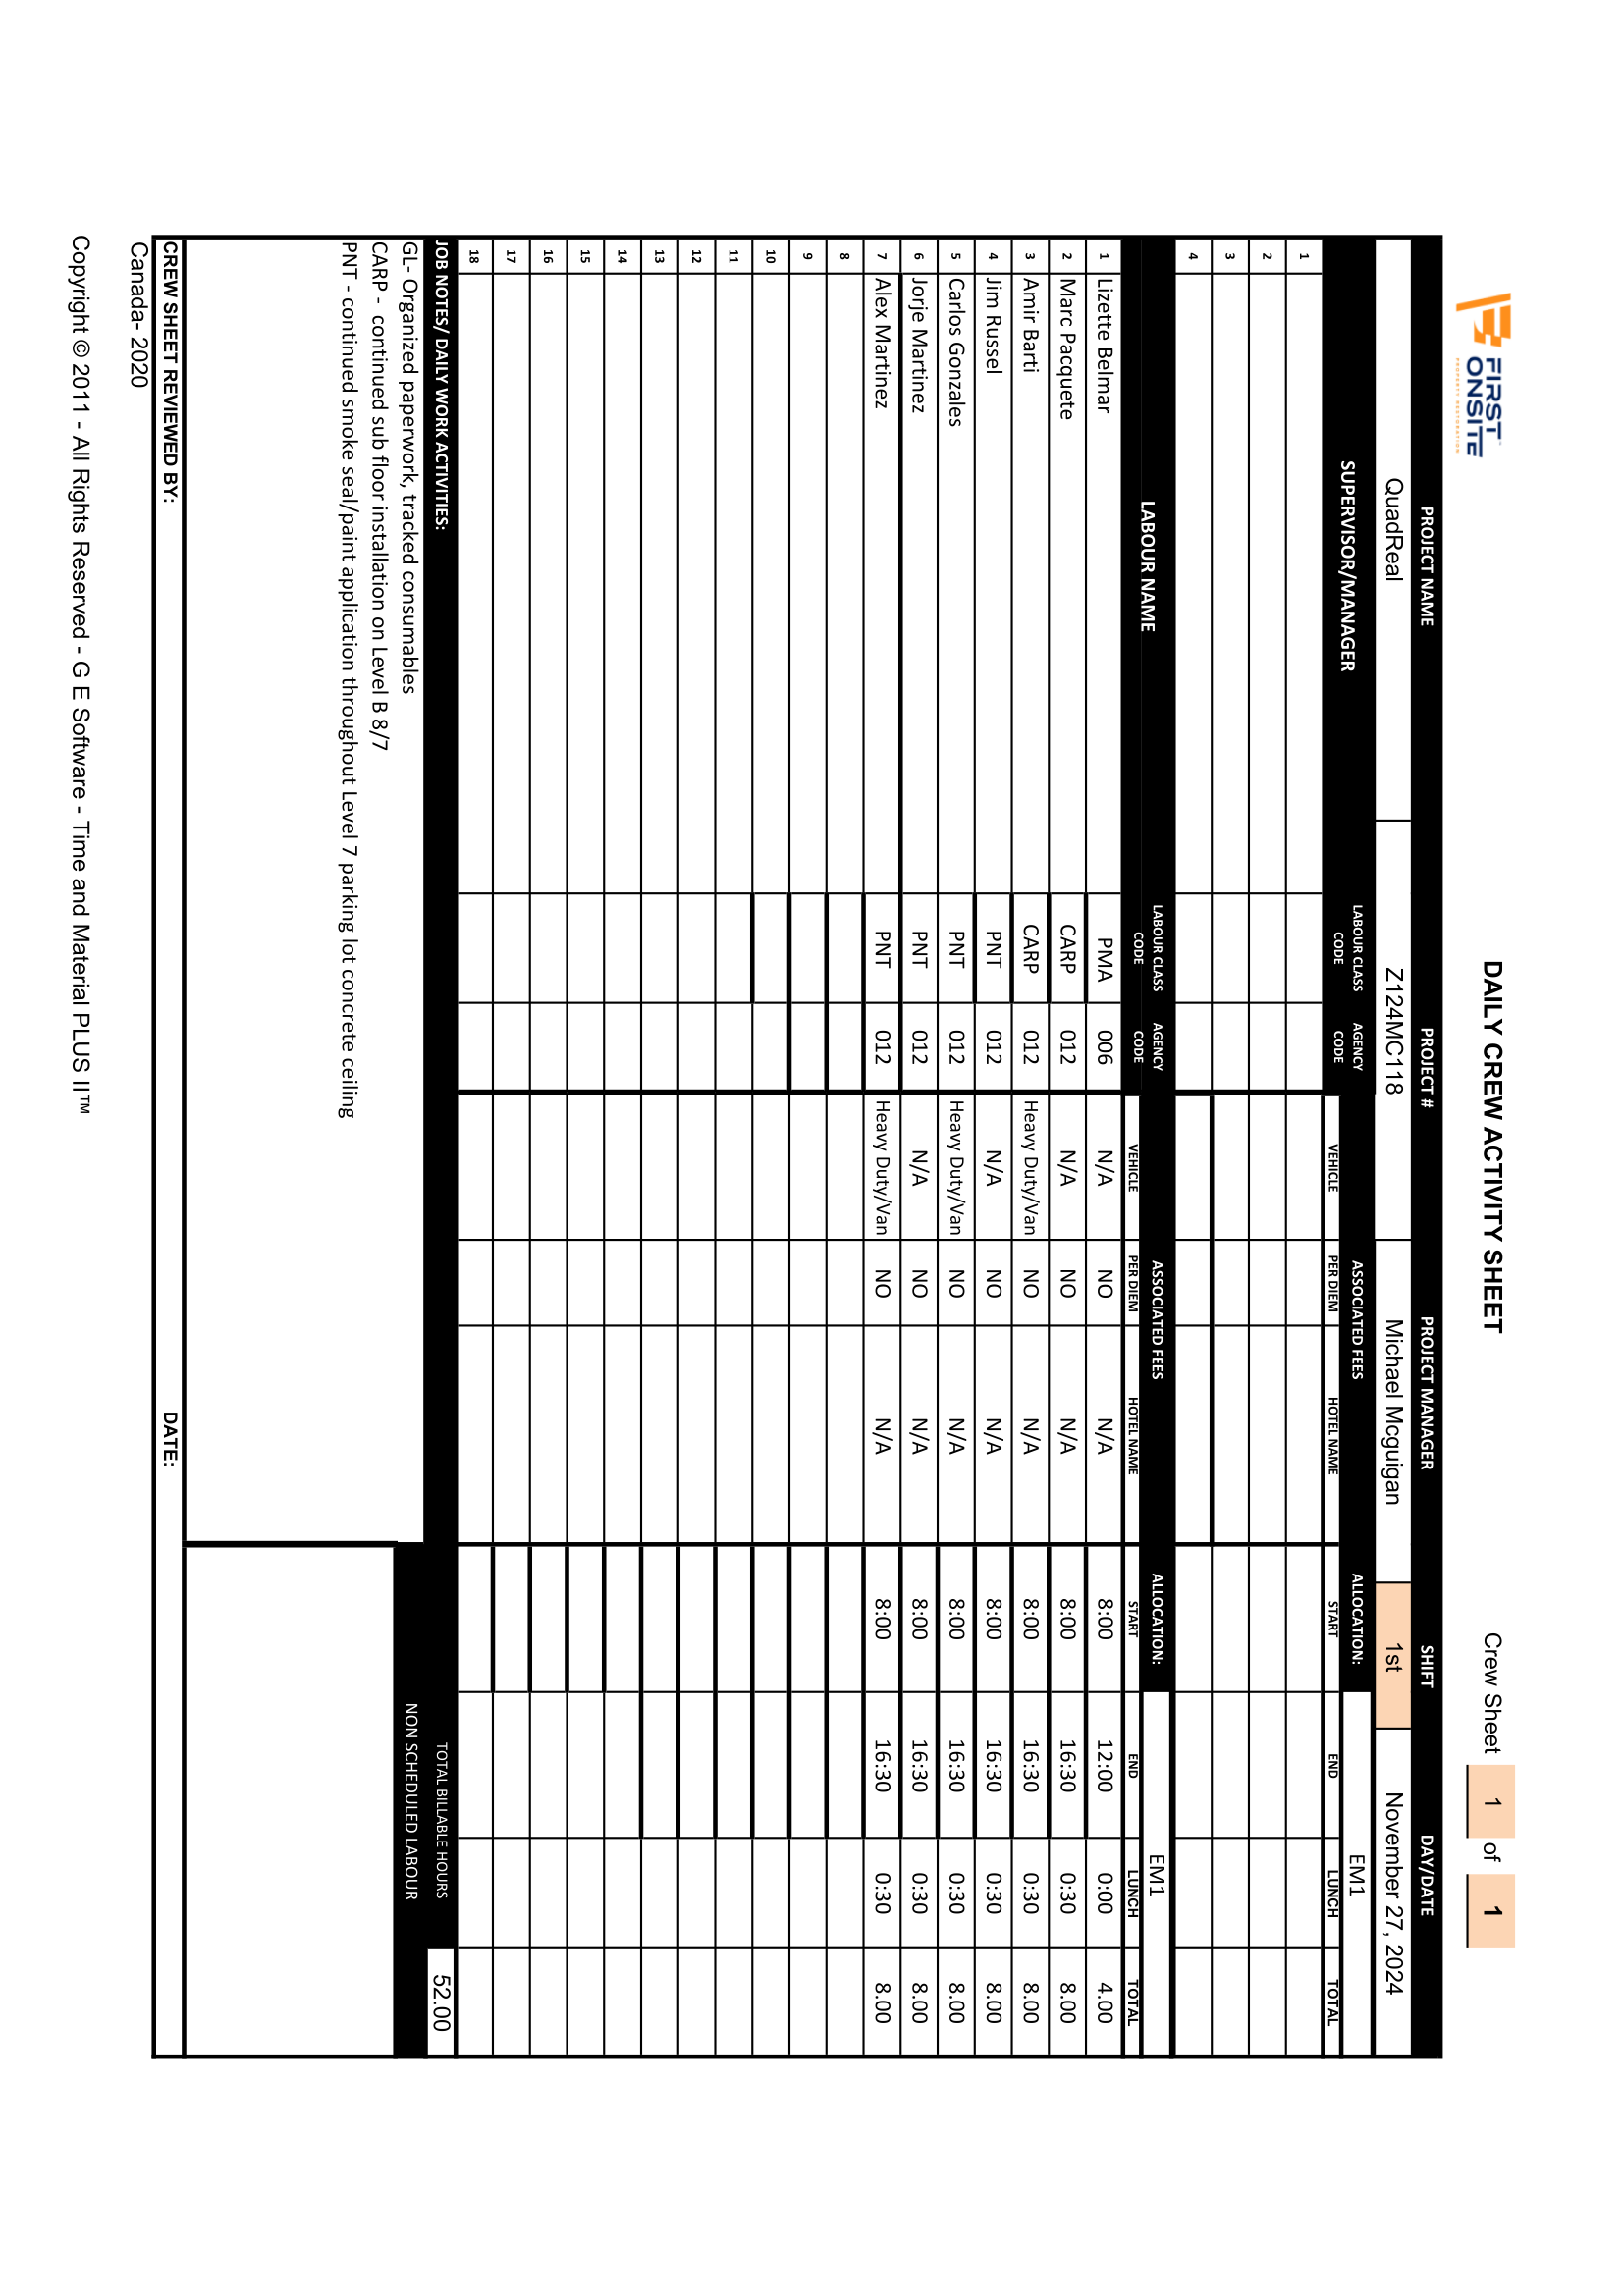 FIRST
ONSITE
PROPERTY RESTORATION
DAILY CREW ACTIVITY SHEET
Crew Sheet 1 of 1
PROJECT NAME PROJECT # PROJECT MANAGER SHIFT DAY/DATE
QuadReal Z124MC118 Michael Mcguigan 1st November 27, 2024
SUPERVISOR/MANAGER LABOUR CLASS CODE AGENCY CODE ASSOCIATED FEES ALLOCATION: EM1
VEHICLE PER DIEM HOTEL NAME START END LUNCH TOTAL
1
2
3
4
LABOUR NAME LABOUR CLASS CODE AGENCY CODE ASSOCIATED FEES ALLOCATION: EM1
VEHICLE PER DIEM HOTEL NAME START END LUNCH TOTAL
1 Lizette Belmar PMA 006 N/A NO N/A 8:00 12:00 0:00 4.00
2 Marc Pacquete CARP 012 N/A NO N/A 8:00 16:30 0:30 8.00
3 Amir Barti CARP 012 Heavy Duty/Van NO N/A 8:00 16:30 0:30 8.00
4 Jim Russel PNT 012 N/A NO N/A 8:00 16:30 0:30 8.00
5 Carlos Gonzales PNT 012 Heavy Duty/Van NO N/A 8:00 16:30 0:30 8.00
6 Jorje Martinez PNT 012 N/A NO N/A 8:00 16:30 0:30 8.00
7 Alex Martinez PNT 012 Heavy Duty/Van NO N/A 8:00 16:30 0:30 8.00
8
9
10
11
12
13
14
15
16
17
18
JOB NOTES/ DAILY WORK ACTIVITIES: TOTAL BILLABLE HOURS 52.00
GL- Organized paperwork, tracked consumables NON SCHEDULED LABOUR
CARP - continued sub floor installation on Level B 8/7
PNT - continued smoke seal/paint application throughout Level 7 parking lot concrete ceiling
CREW SHEET REVIEWED BY: DATE:
Canada- 2020
Copyright © 2011 - All Rights Reserved - G E Software - Time and Material PLUS II™